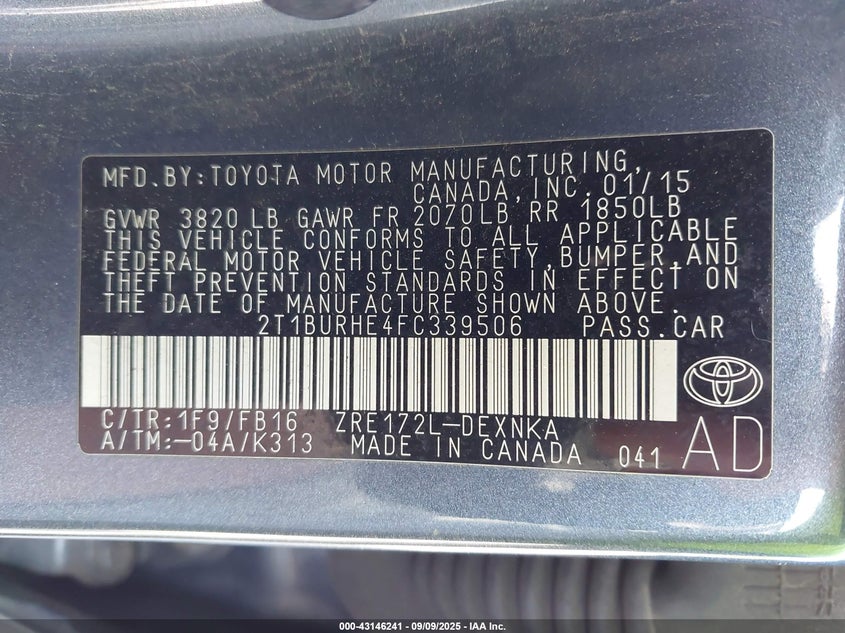 MFD.BY:TOYOTA MOTOR MANUFACTURING,
CANADA,INC.01/15
GVWR 3820 LB GAWR FR 2070LB RR 1850LB
THIS VEHICLE CONFORMS TO ALL APPLICABLE
FEDERAL MOTOR VEHICLE SAFETY,BUMPER,AND
THEFT PREVENTION STANDARDS IN EFFECT ON
THE DATE OF MANUFACTURE SHOWN ABOVE.
2T1BURHE4FC339506 PASS.CAR
C/TR:1F9/FB16 ZRE172L-DEXNKA
A/TM:-04A/K313 MADE IN CANADA 041 AD
000-43146241 - 09/09/2025 - IAA Inc.